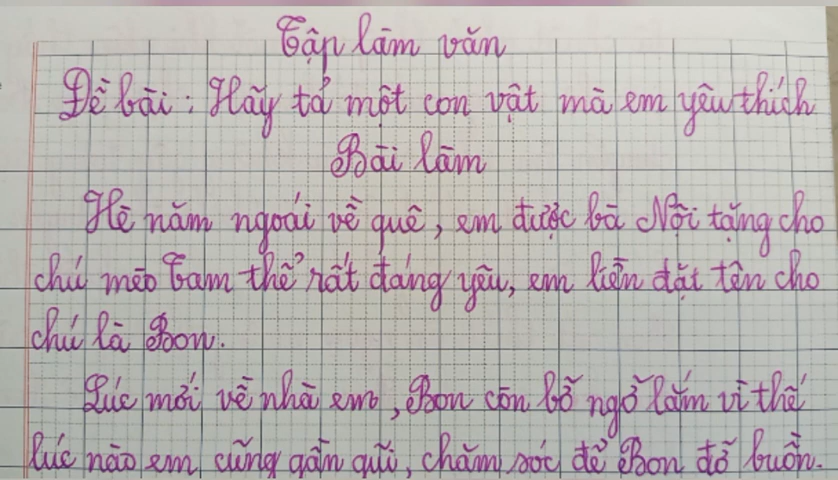 Tập làm văn
Đề bài: Hãy tả một con vật mà em yêu thích
Bài làm
Hè năm ngoái về quê, em được bà Nội tặng cho
chú mèo Tam thể rất đáng yêu, em liền đặt tên cho
chú là Bon.
Lúc mới về nhà em, Bon còn bỡ ngỡ lắm vì thế
lúc nào em cũng gần gũi, chăm sóc để Bon đỡ buồn.